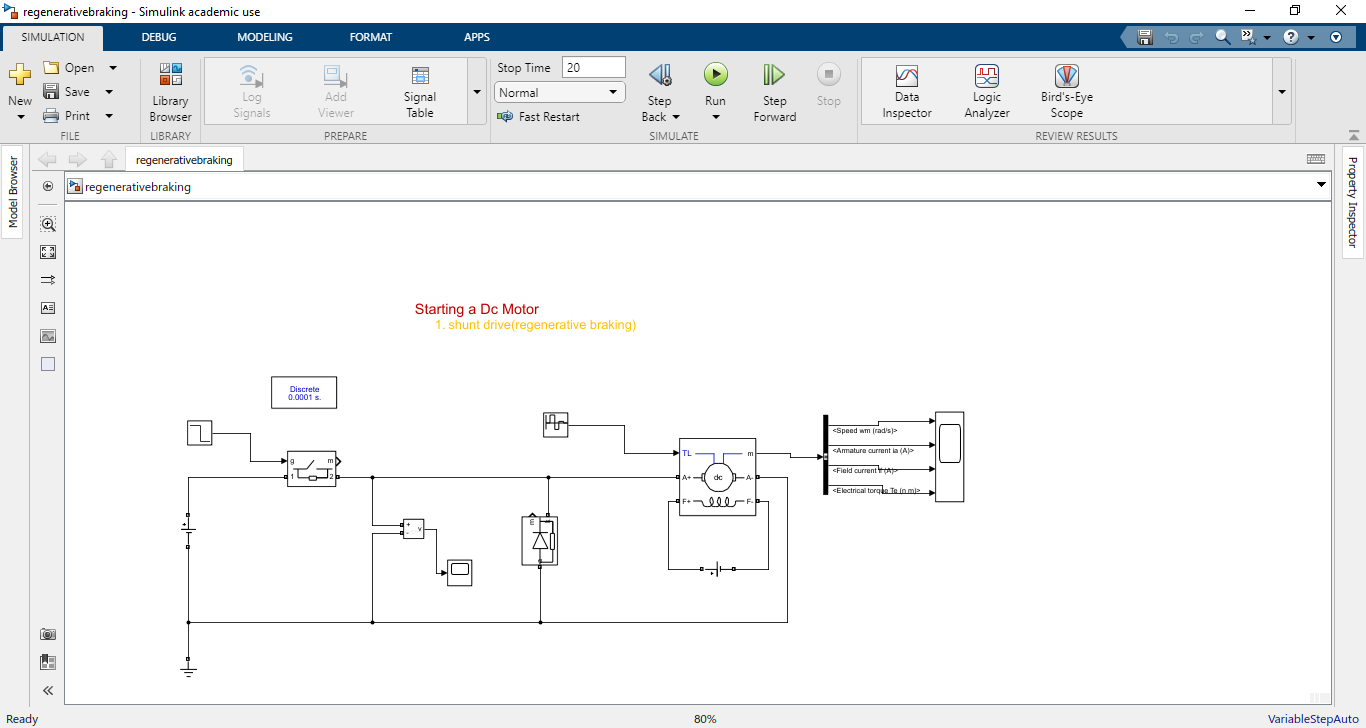 regenerativebraking - Simulink academic use
SIMULATION DEBUG MODELING FORMAT APPS
New
Open
Save
Print
FILE
Library Browser
LIBRARY
Log Signals
Add Viewer
Signal Table
PREPARE
Stop Time 20
Normal
Fast Restart
Step Back
Run
Step Forward
Stop
SIMULATE
Data Inspector
Logic Analyzer
Bird's-Eye Scope
REVIEW RESULTS
Model Browser
regenerativebraking
regenerativebraking
Property Inspector
Starting a Dc Motor
1. shunt drive(regenerative braking)
Discrete
0.0001 s.
g m
1 2
+ v
-
E
TL m
A+ dc A-
F+ F-
<Speed wm (rad/s)>
<Armature current ia (A)>
<Field current if (A)>
<Electrical torque Te (n m)>
Ready 80% VariableStepAuto